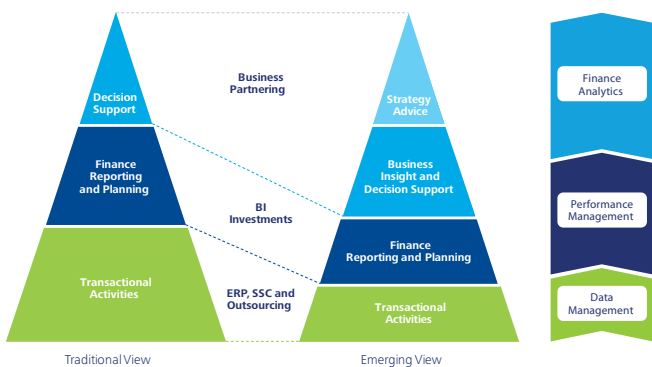 Decision
Support
Finance
Reporting
and Planning
Transactional
Activities
Traditional View
Business
Partnering
BI
Investments
ERP, SSC and
Outsourcing
Strategy
Advice
Business
Insight and
Decision Support
Finance
Reporting and Planning
Transactional
Activities
Emerging View
Finance
Analytics
Performance
Management
Data
Management